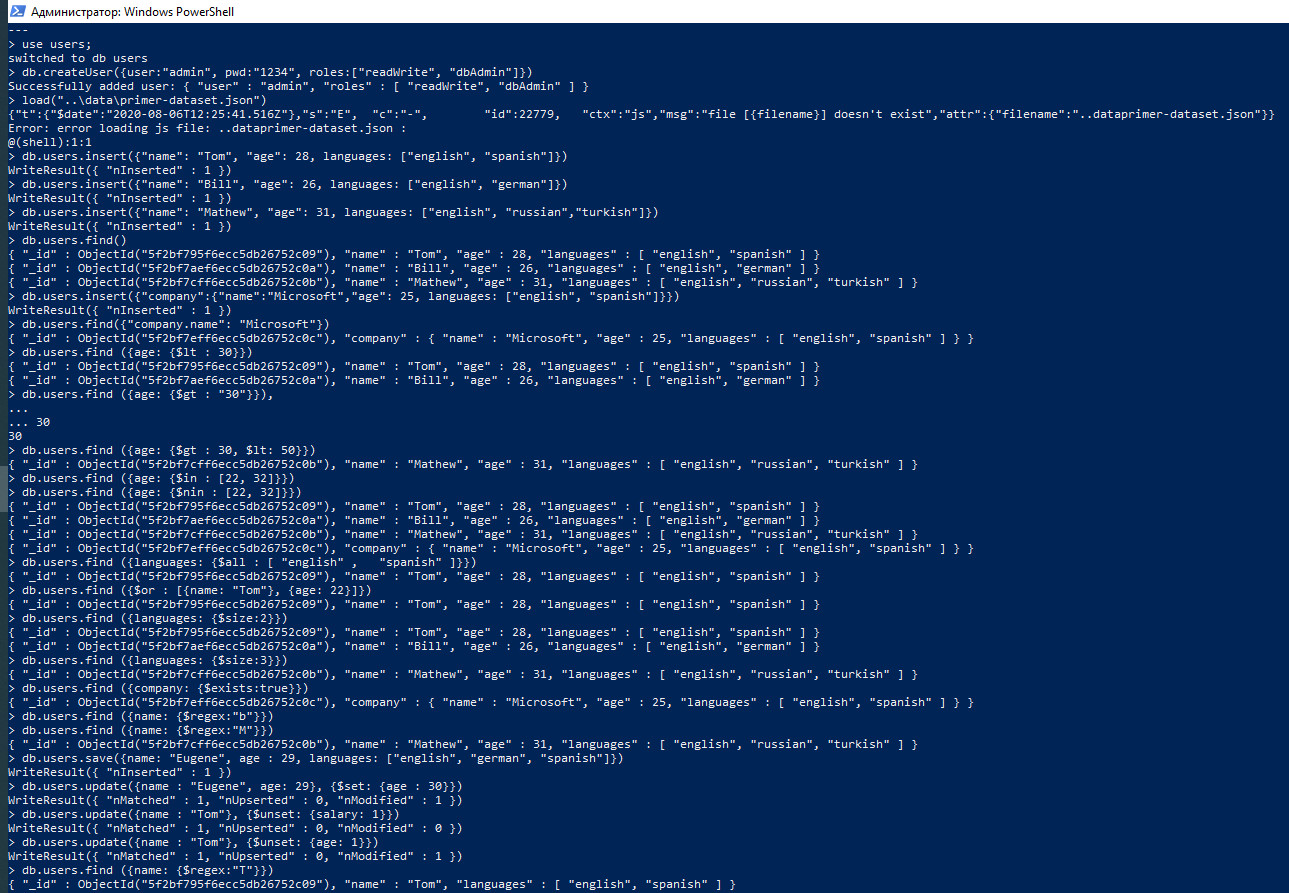 Администратор: Windows PowerShell
---
> use users;
switched to db users
> db.createUser({user:"admin", pwd:"1234", roles:["readWrite", "dbAdmin"]})
Successfully added user: { "user" : "admin", "roles" : [ "readWrite", "dbAdmin" ] }
> load("..\data\primer-dataset.json")
{"t":{"$date":"2020-08-06T12:25:41.516Z"},"s":"E",  "c":"-",        "id":22779,   "ctx":"js","msg":"file [{filename}] doesn't exist","attr":{"filename":"..dataprimer-dataset.json"}}
Error: error loading js file: ..dataprimer-dataset.json :
@(shell):1:1
> db.users.insert({"name": "Tom", "age": 28, languages: ["english", "spanish"]})
WriteResult({ "nInserted" : 1 })
> db.users.insert({"name": "Bill", "age": 26, languages: ["english", "german"]})
WriteResult({ "nInserted" : 1 })
> db.users.insert({"name": "Mathew", "age": 31, languages: ["english", "russian","turkish"]})
WriteResult({ "nInserted" : 1 })
> db.users.find()
{ "_id" : ObjectId("5f2bf795f6ecc5db26752c09"), "name" : "Tom", "age" : 28, "languages" : [ "english", "spanish" ] }
{ "_id" : ObjectId("5f2bf7aef6ecc5db26752c0a"), "name" : "Bill", "age" : 26, "languages" : [ "english", "german" ] }
{ "_id" : ObjectId("5f2bf7cff6ecc5db26752c0b"), "name" : "Mathew", "age" : 31, "languages" : [ "english", "russian", "turkish" ] }
> db.users.insert({"company":{"name":"Microsoft","age": 25, languages: ["english", "spanish"]}})
WriteResult({ "nInserted" : 1 })
> db.users.find({"company.name": "Microsoft"})
{ "_id" : ObjectId("5f2bf7eff6ecc5db26752c0c"), "company" : { "name" : "Microsoft", "age" : 25, "languages" : [ "english", "spanish" ] } }
> db.users.find ({age: {$lt : 30}})
{ "_id" : ObjectId("5f2bf795f6ecc5db26752c09"), "name" : "Tom", "age" : 28, "languages" : [ "english", "spanish" ] }
{ "_id" : ObjectId("5f2bf7aef6ecc5db26752c0a"), "name" : "Bill", "age" : 26, "languages" : [ "english", "german" ] }
> db.users.find ({age: {$gt : "30"}}),
...
... 30
30
> db.users.find ({age: {$gt : 30, $lt: 50}})
{ "_id" : ObjectId("5f2bf7cff6ecc5db26752c0b"), "name" : "Mathew", "age" : 31, "languages" : [ "english", "russian", "turkish" ] }
> db.users.find ({age: {$in : [22, 32]}})
> db.users.find ({age: {$nin : [22, 32]}})
{ "_id" : ObjectId("5f2bf795f6ecc5db26752c09"), "name" : "Tom", "age" : 28, "languages" : [ "english", "spanish" ] }
{ "_id" : ObjectId("5f2bf7aef6ecc5db26752c0a"), "name" : "Bill", "age" : 26, "languages" : [ "english", "german" ] }
{ "_id" : ObjectId("5f2bf7cff6ecc5db26752c0b"), "name" : "Mathew", "age" : 31, "languages" : [ "english", "russian", "turkish" ] }
{ "_id" : ObjectId("5f2bf7eff6ecc5db26752c0c"), "company" : { "name" : "Microsoft", "age" : 25, "languages" : [ "english", "spanish" ] } }
> db.users.find ({languages: {$all : [ "english" ,   "spanish" ]}})
{ "_id" : ObjectId("5f2bf795f6ecc5db26752c09"), "name" : "Tom", "age" : 28, "languages" : [ "english", "spanish" ] }
> db.users.find ({$or : [{name: "Tom"}, {age: 22}]})
{ "_id" : ObjectId("5f2bf795f6ecc5db26752c09"), "name" : "Tom", "age" : 28, "languages" : [ "english", "spanish" ] }
> db.users.find ({languages: {$size:2}})
{ "_id" : ObjectId("5f2bf795f6ecc5db26752c09"), "name" : "Tom", "age" : 28, "languages" : [ "english", "spanish" ] }
{ "_id" : ObjectId("5f2bf7aef6ecc5db26752c0a"), "name" : "Bill", "age" : 26, "languages" : [ "english", "german" ] }
> db.users.find ({languages: {$size:3}})
{ "_id" : ObjectId("5f2bf7cff6ecc5db26752c0b"), "name" : "Mathew", "age" : 31, "languages" : [ "english", "russian", "turkish" ] }
> db.users.find ({company: {$exists:true}})
{ "_id" : ObjectId("5f2bf7eff6ecc5db26752c0c"), "company" : { "name" : "Microsoft", "age" : 25, "languages" : [ "english", "spanish" ] } }
> db.users.find ({name: {$regex:"b"}})
> db.users.find ({name: {$regex:"M"}})
{ "_id" : ObjectId("5f2bf7cff6ecc5db26752c0b"), "name" : "Mathew", "age" : 31, "languages" : [ "english", "russian", "turkish" ] }
> db.users.save({name: "Eugene", age : 29, languages: ["english", "german", "spanish"]})
WriteResult({ "nInserted" : 1 })
> db.users.update({name : "Eugene", age: 29}, {$set: {age : 30}})
WriteResult({ "nMatched" : 1, "nUpserted" : 0, "nModified" : 1 })
> db.users.update({name : "Tom"}, {$unset: {salary: 1}})
WriteResult({ "nMatched" : 1, "nUpserted" : 0, "nModified" : 0 })
> db.users.update({name : "Tom"}, {$unset: {age: 1}})
WriteResult({ "nMatched" : 1, "nUpserted" : 0, "nModified" : 1 })
> db.users.find ({name: {$regex:"T"}})
{ "_id" : ObjectId("5f2bf795f6ecc5db26752c09"), "name" : "Tom", "languages" : [ "english", "spanish" ] }